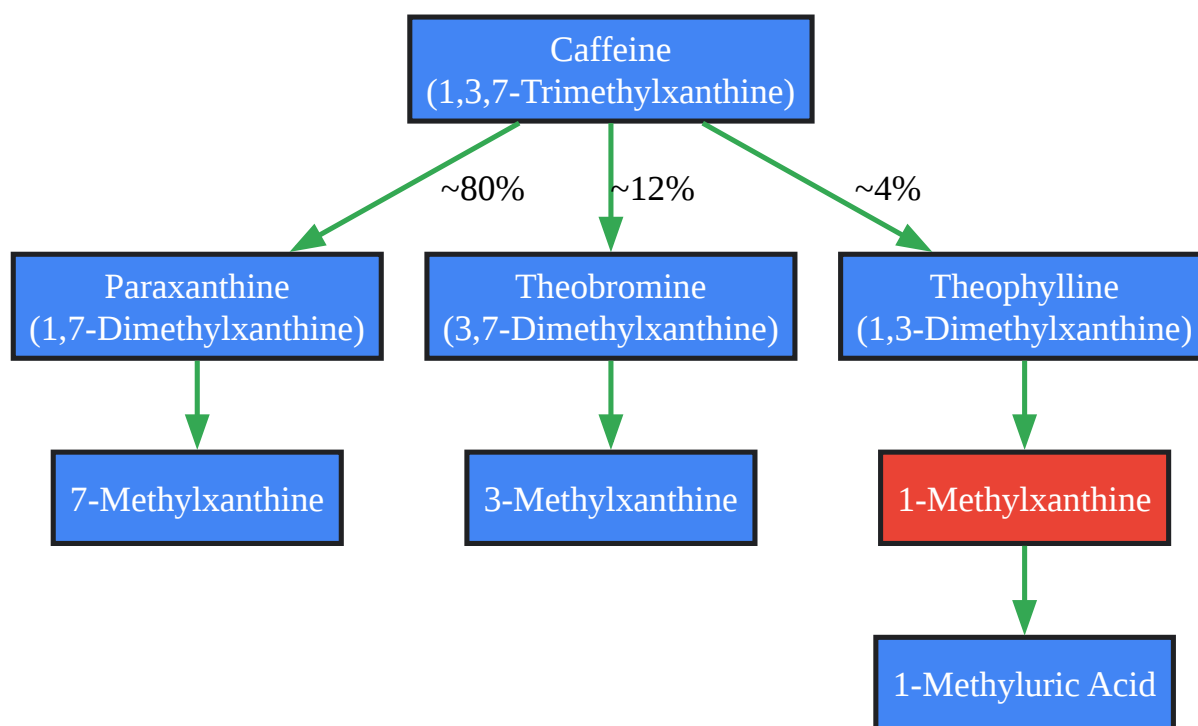 Caffeine
(1,3,7-Trimethylxanthine)
~80%
~12%
~4%
Paraxanthine
(1,7-Dimethylxanthine)
Theobromine
(3,7-Dimethylxanthine)
Theophylline
(1,3-Dimethylxanthine)
7-Methylxanthine
3-Methylxanthine
1-Methylxanthine
1-Methyluric Acid